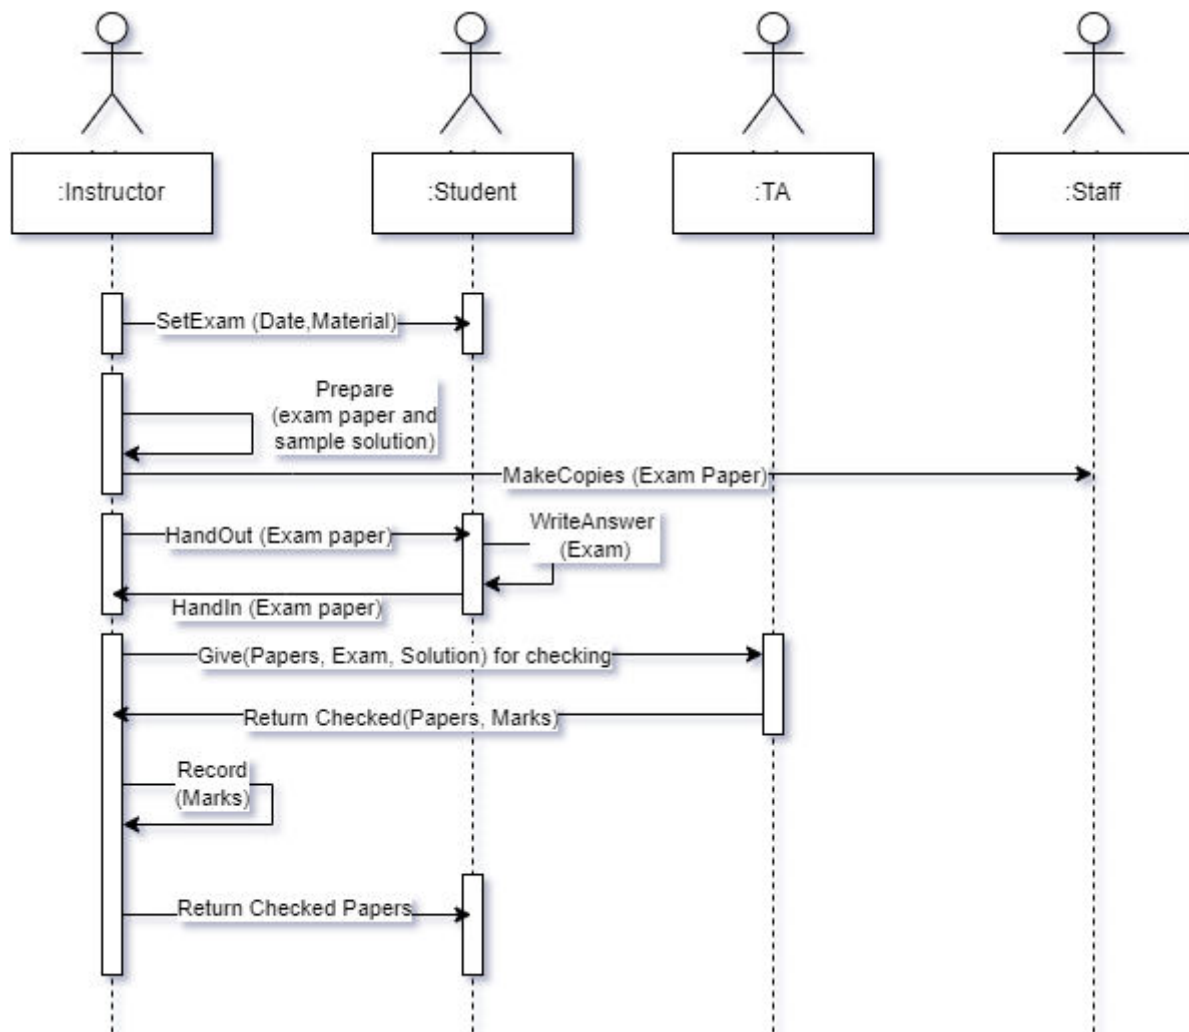 :Instructor
:Student
:TA
:Staff
SetExam (Date,Material)
Prepare
(exam paper and
sample solution)
MakeCopies (Exam Paper)
HandOut (Exam paper)
WriteAnswer
(Exam)
HandIn (Exam paper)
Give(Papers, Exam, Solution) for checking
Return Checked(Papers, Marks)
Record
(Marks)
Return Checked Papers